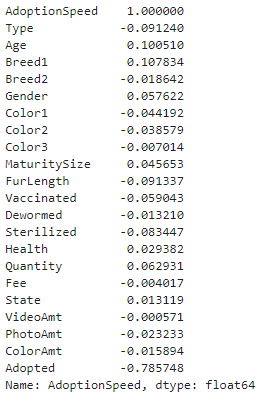 AdoptionSpeed    1.000000
Type            -0.091240
Age              0.100510
Breed1           0.107834
Breed2          -0.018642
Gender           0.057622
Color1          -0.044192
Color2          -0.038579
Color3          -0.007014
MaturitySize     0.045653
FurLength       -0.091337
Vaccinated      -0.059043
Dewormed        -0.013210
Sterilized      -0.083447
Health           0.029382
Quantity         0.062931
Fee             -0.004017
State            0.013119
VideoAmt        -0.000571
PhotoAmt        -0.023233
ColorAmt        -0.015894
Adopted         -0.785748
Name: AdoptionSpeed, dtype: float64